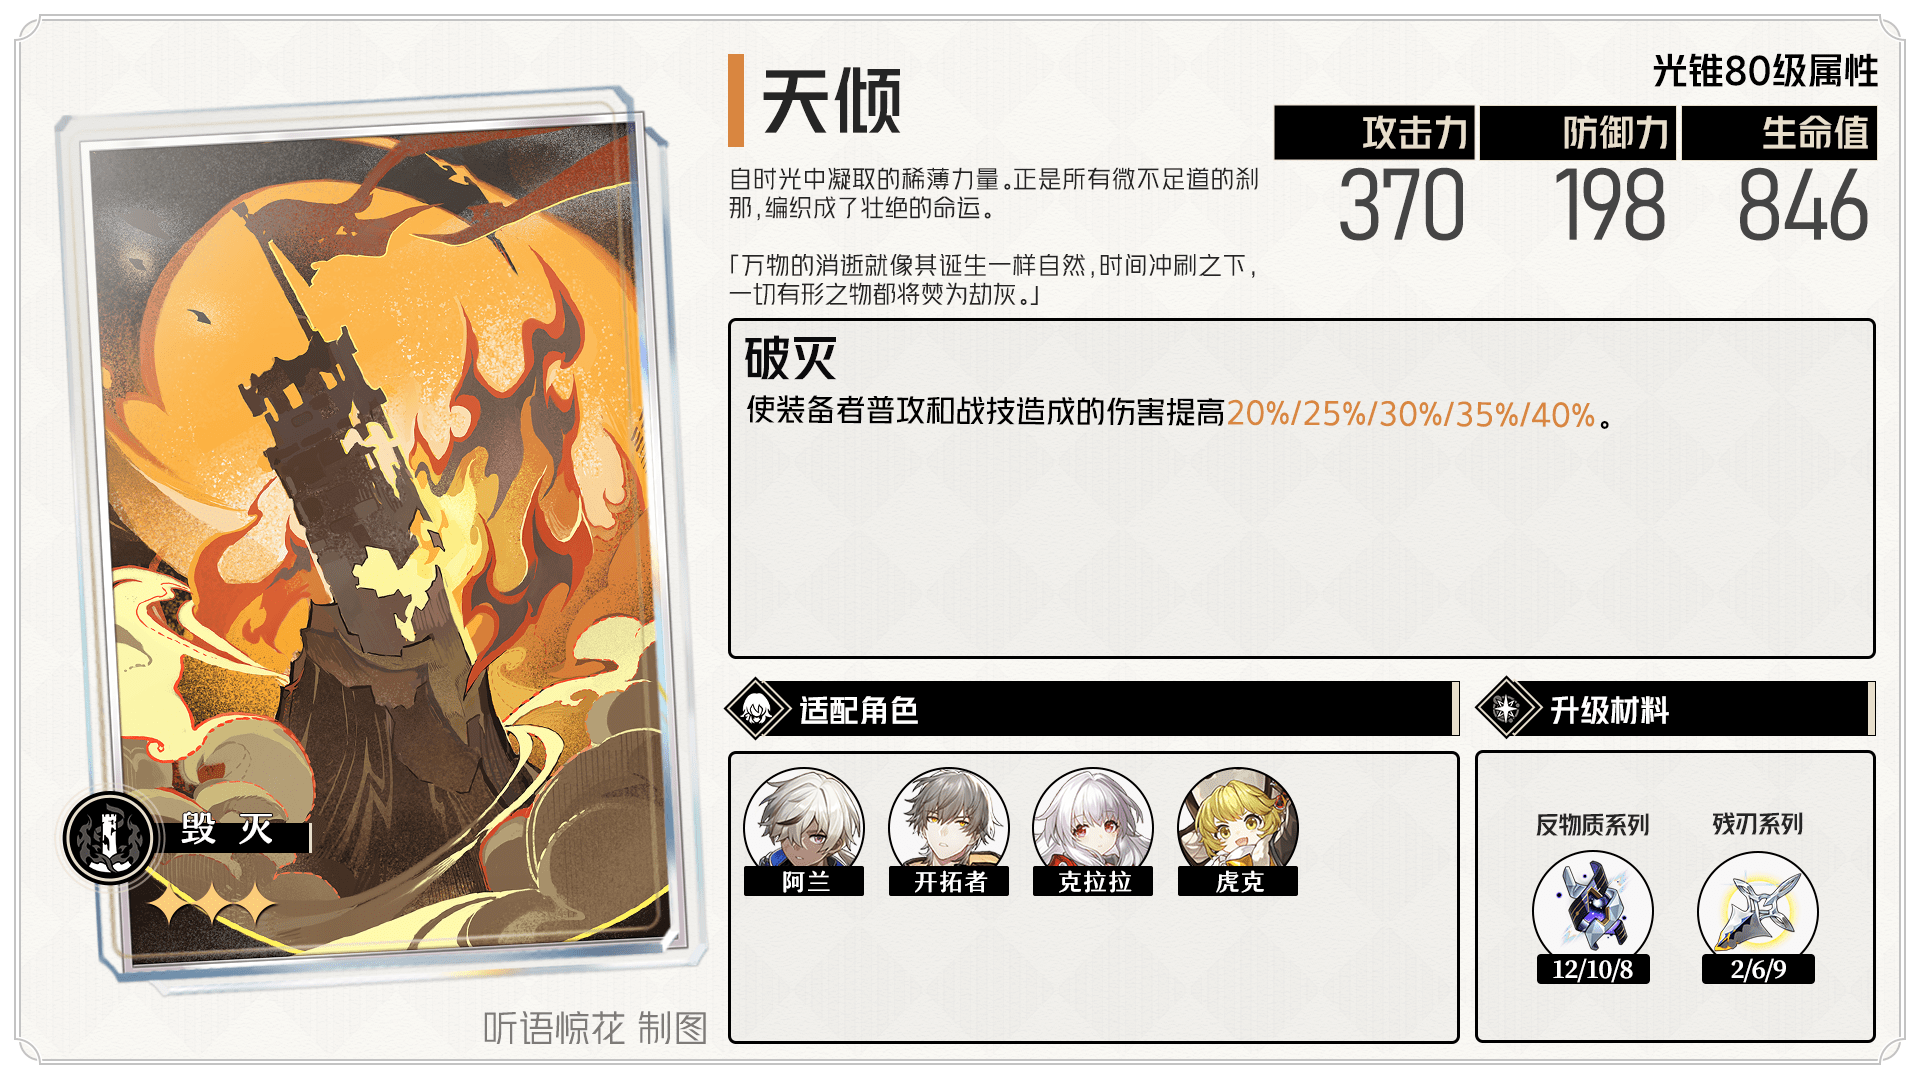 天倾
自时光中凝取的稀薄力量。正是所有微不足道的刹
那,编织成了壮绝的命运。
「万物的消逝就像其诞生一样自然,时间冲刷之下,
一切有形之物都将焚为劫灰。」
光锥80级属性
攻击力 防御力 生命值
370 198 846
破灭
使装备者普攻和战技造成的伤害提高20%/25%/30%/35%/40%。
毁灭
适配角色
阿兰 开拓者 克拉拉 虎克
升级材料
反物质系列 残刃系列
12/10/8 2/6/9
听语惊花 制图